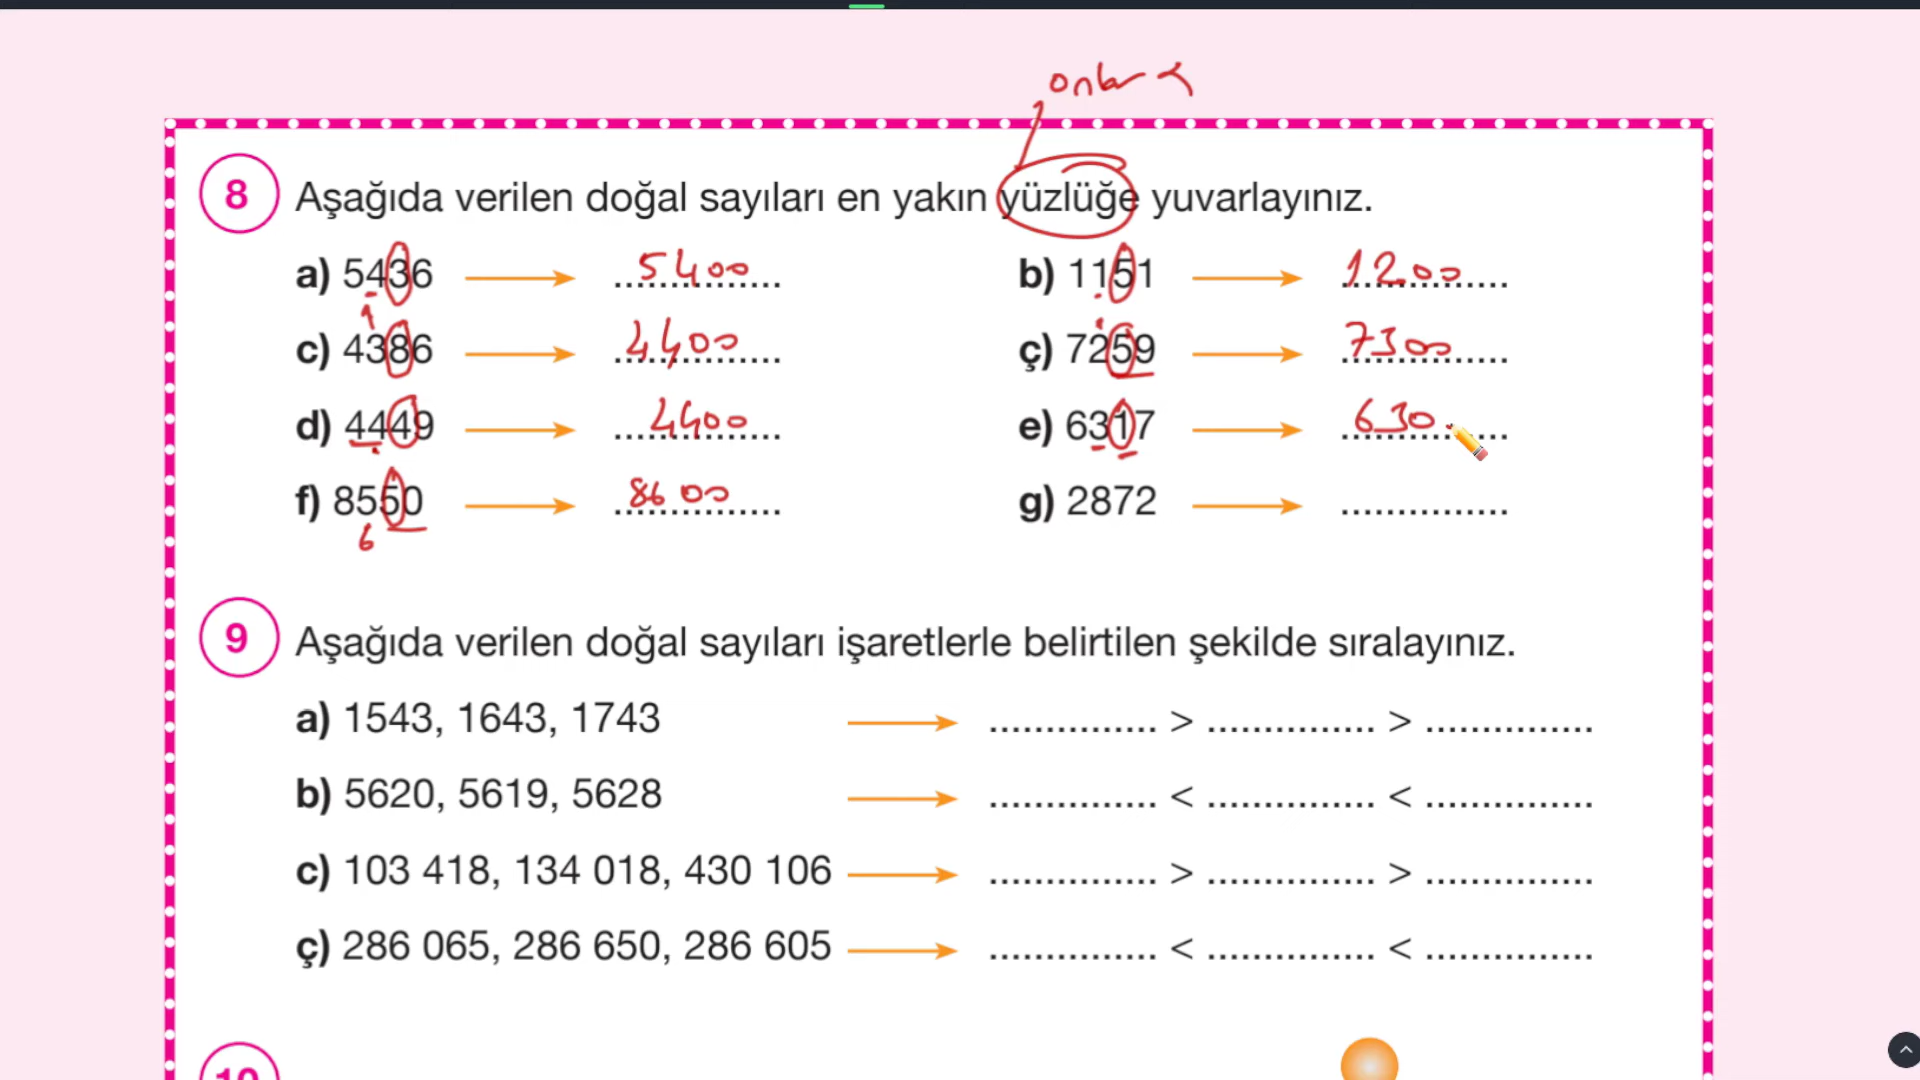 onlar
8 Aşağıda verilen doğal sayıları en yakın yüzlüğe yuvarlayınız.
a) 5436 5400 b) 1151 1200
c) 4386 4400 ç) 7259 7300
d) 4449 4400 e) 6317 630
f) 8550 8600 g) 2872
6
9 Aşağıda verilen doğal sayıları işaretlerle belirtilen şekilde sıralayınız.
a) 1543, 1643, 1743 ............... > ............... > ...............
b) 5620, 5619, 5628 ............... < ............... < ...............
c) 103 418, 134 018, 430 106 ............... > ............... > ...............
ç) 286 065, 286 650, 286 605 ............... < ............... < ...............
10